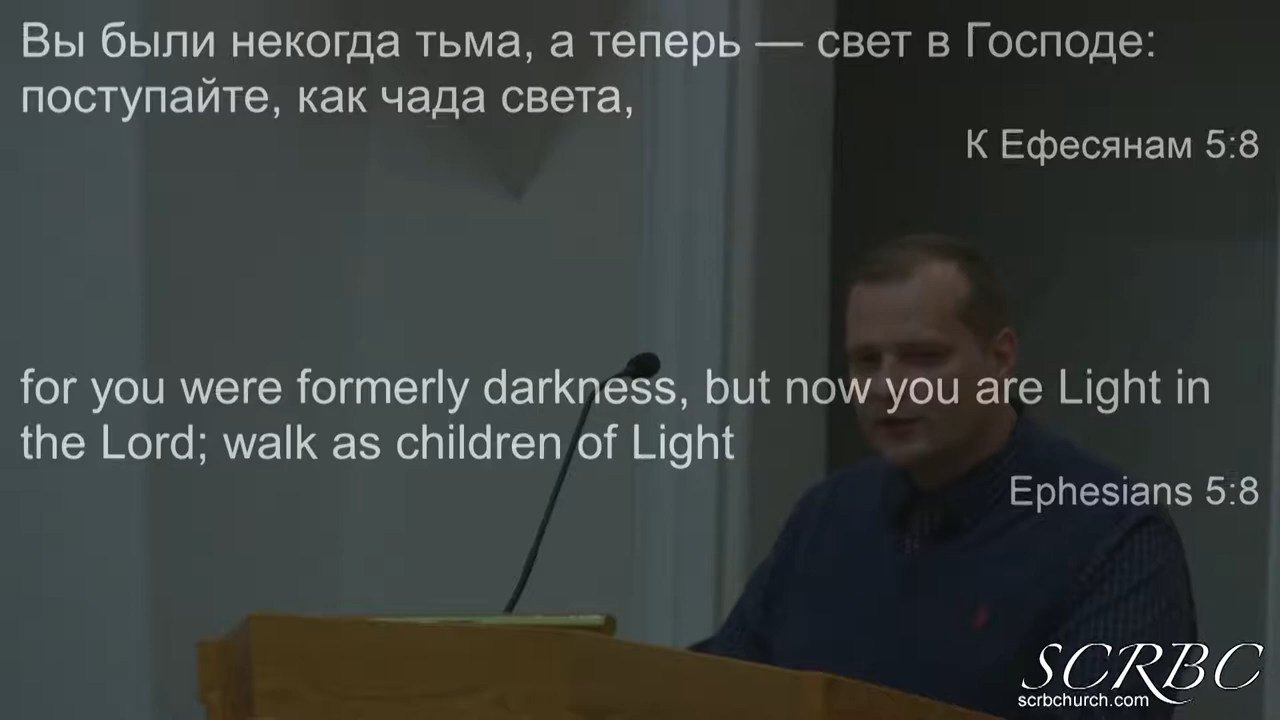 Вы были некогда тьма, а теперь — свет в Господе:
поступайте, как чада света,
К Ефесянам 5:8
for you were formerly darkness, but now you are Light in
the Lord; walk as children of Light
Ephesians 5:8
SCRBC
scrbchurch.com